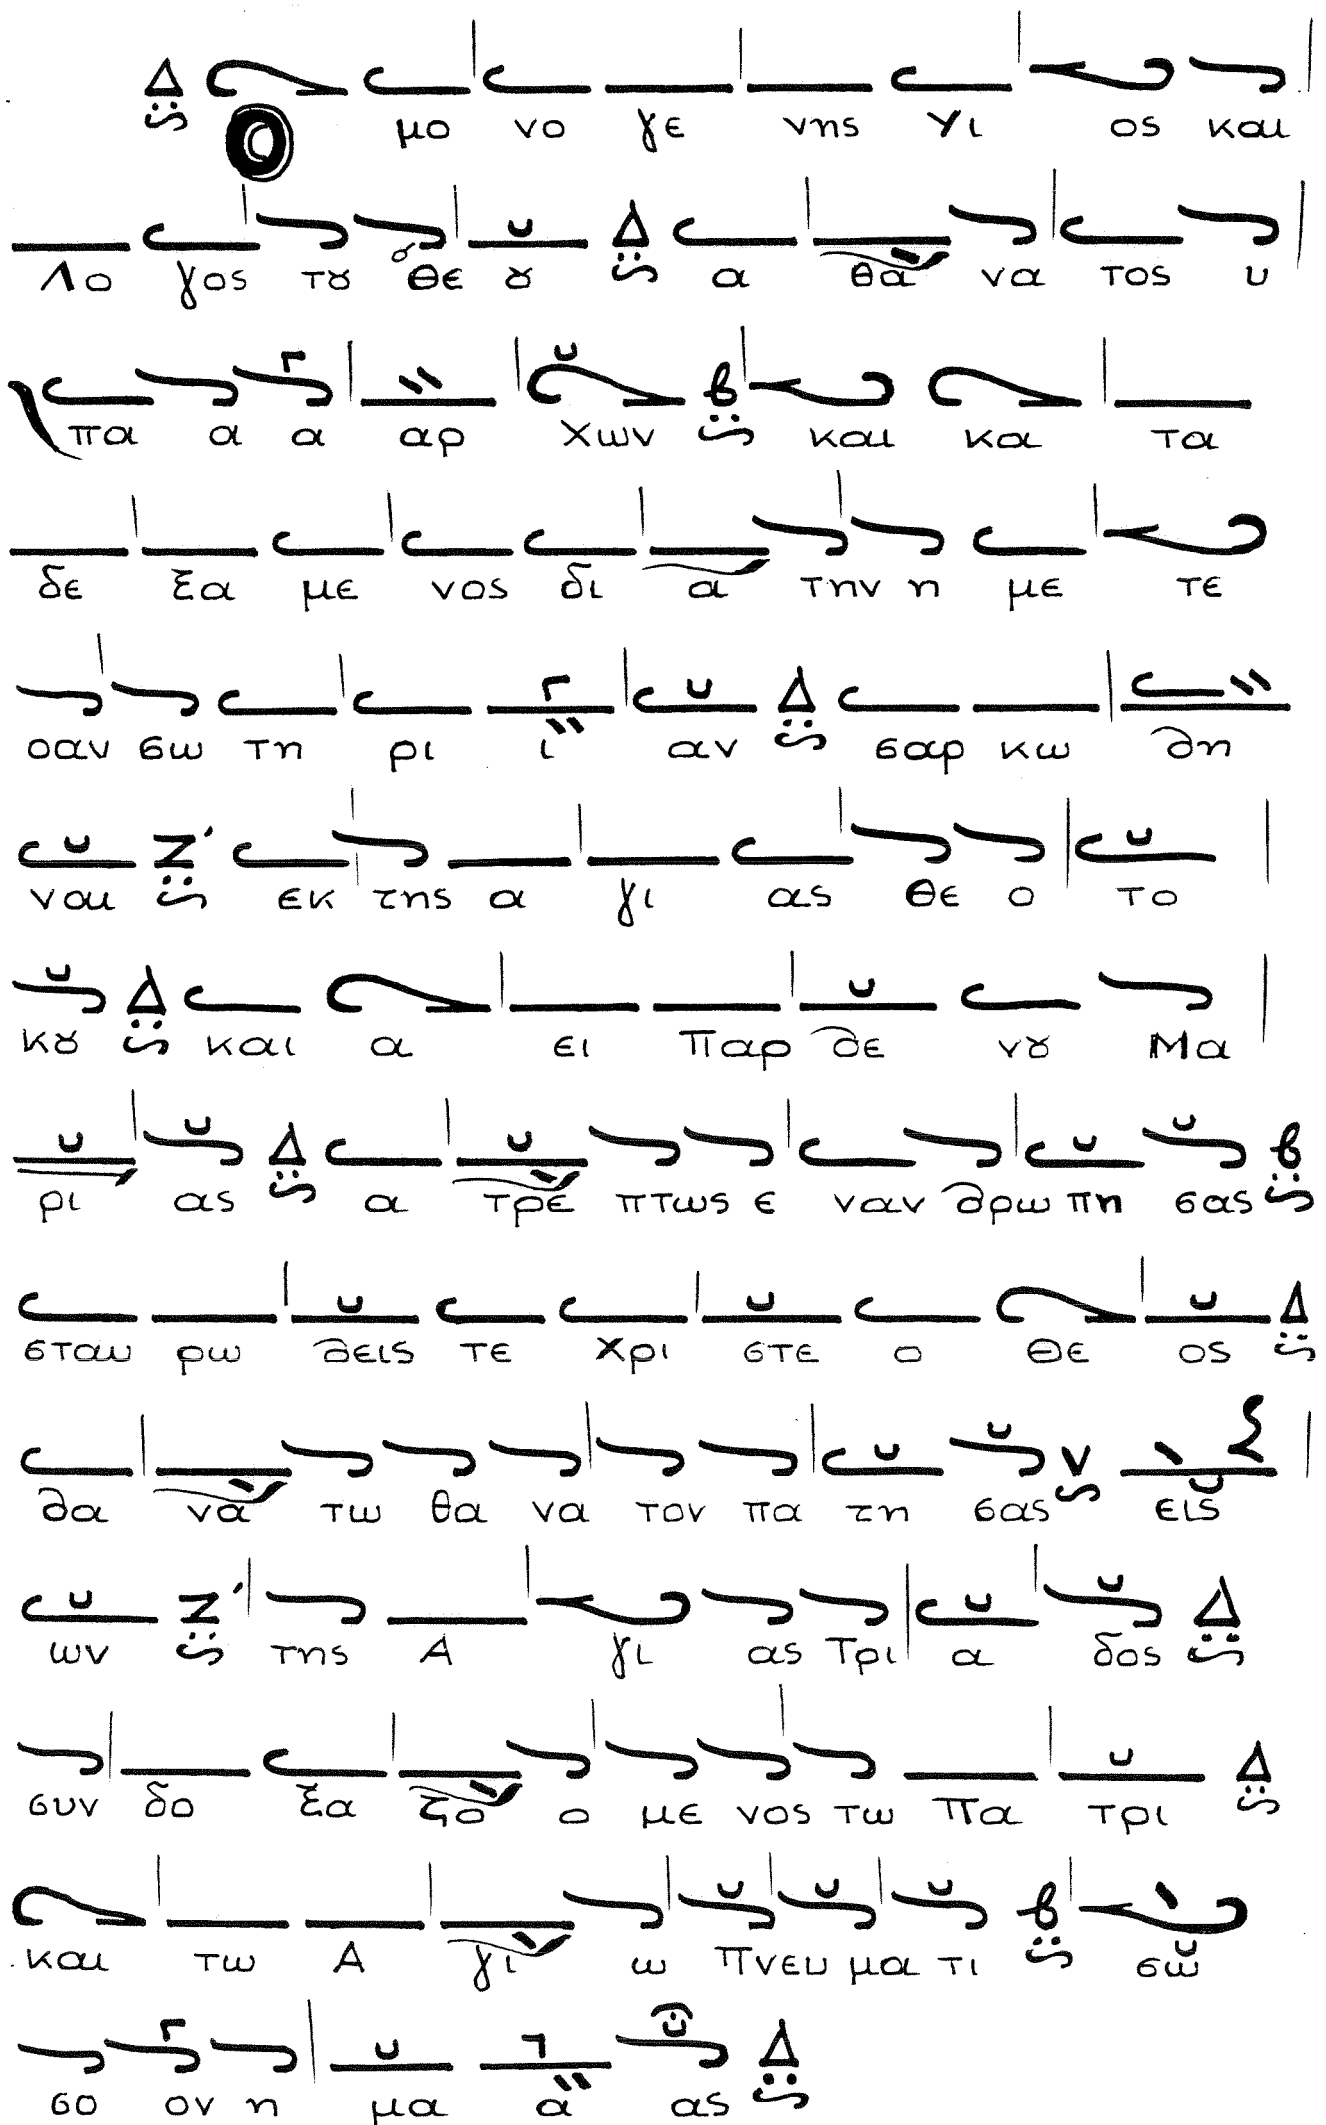 Ο μο νο γε νης Υι ος και
Λο γος τȣ Θε ȣ α θα να τος υ
πα α α αρ χων και κα τα
δε ξα με νος δι α την η με τε
ραν σω τη ρι ι αν σαρ κω θη
ναι εκ της α γι ας Θε ο το
κȣ και α ει Παρ θε νȣ Μα
ρι ας α τρε πτως ε ναν θρω πη σας
σταυ ρω θεις τε Χρι στε ο Θε ος
θα να τω θα να τον πα τη σας εις
ων της Α γι ας Τρι α δος
συν δο ξα ζο ο με νος τω Πα τρι
και τω Α γι ω Πνευ μα τι σω
σο ον η μα α ας